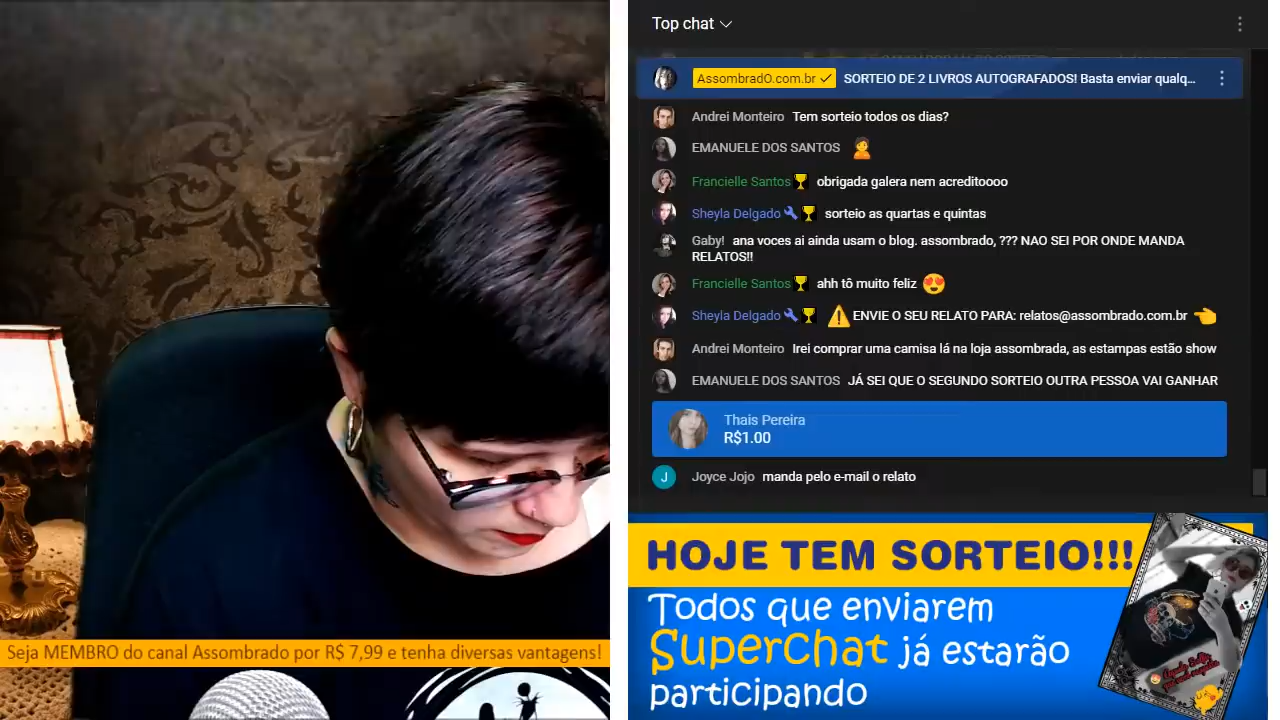 Top chat
AssombradO.com.br SORTEIO DE 2 LIVROS AUTOGRAFADOS! Basta enviar qualq...
Andrei Monteiro Tem sorteio todos os dias?
EMANUELE DOS SANTOS 🙎
Francielle Santos obrigada galera nem acreditoooo
Sheyla Delgado sorteio as quartas e quintas
Gaby! ana voces ai ainda usam o blog. assombrado, ??? NAO SEI POR ONDE MANDA
RELATOS!!
Francielle Santos ahh tô muito feliz 😍
Sheyla Delgado ⚠️ ENVIE O SEU RELATO PARA: relatos@assombrado.com.br 👈
Andrei Monteiro Irei comprar uma camisa lá na loja assombrada, as estampas estão show
EMANUELE DOS SANTOS JÁ SEI QUE O SEGUNDO SORTEIO OUTRA PESSOA VAI GANHAR
Thais Pereira
R$1.00
J Joyce Jojo manda pelo e-mail o relato
HOJE TEM SORTEIO!!!
Todos que enviarem
Superchat já estarão
participando
Seja MEMBRO do canal Assombrado por R$ 7,99 e tenha diversas vantagens!